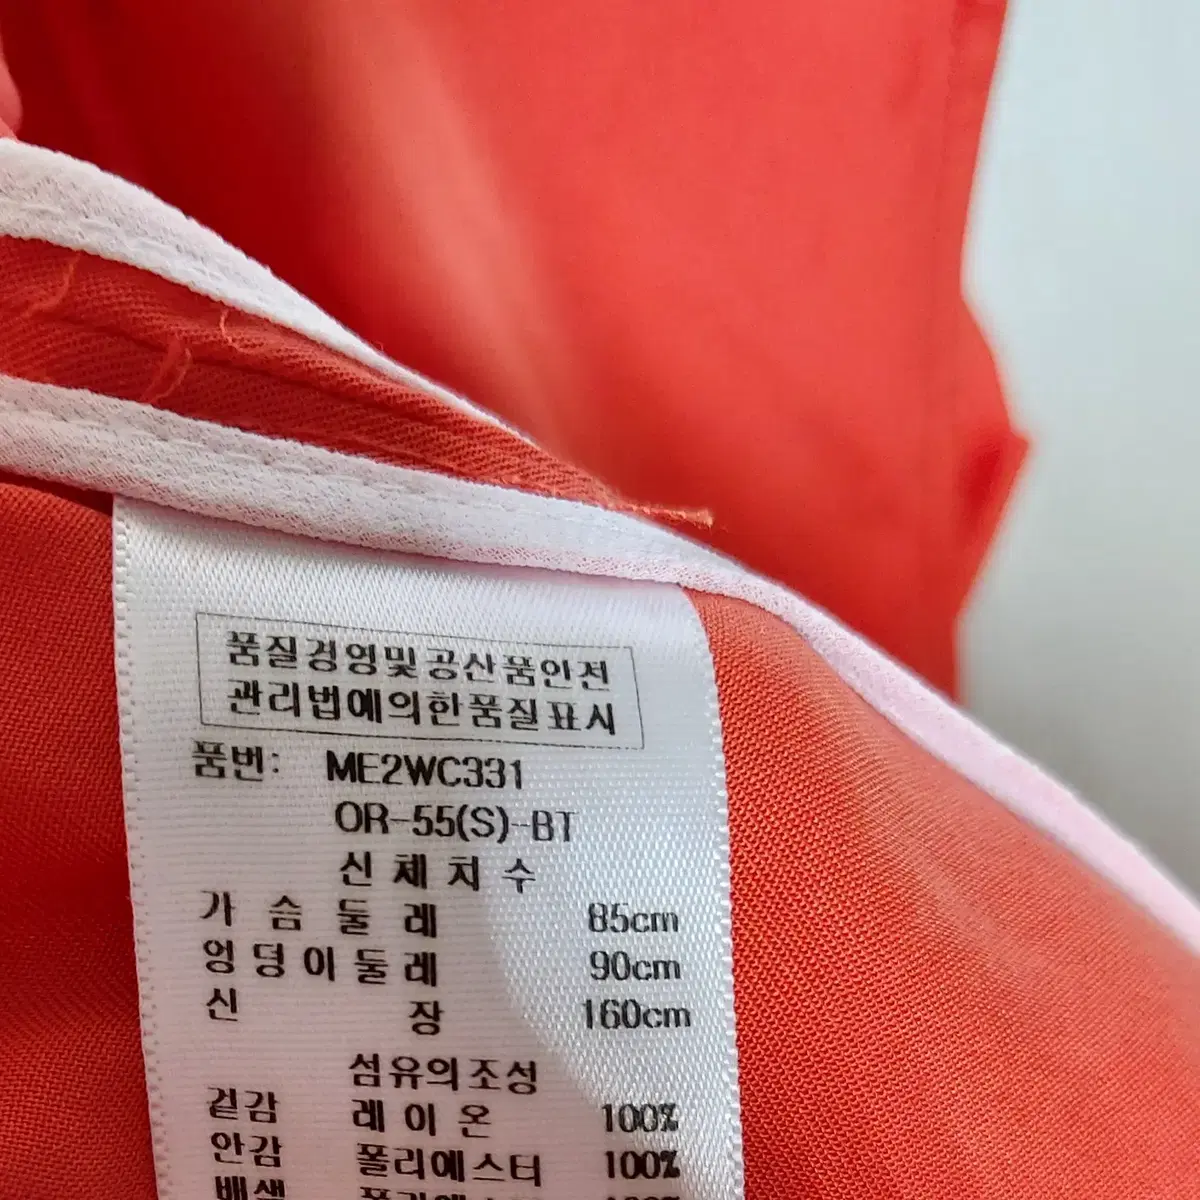 품질경영및공산품안전
관리법에의한품질표시
품번: ME2WC331
OR-55(S)-BT
신체치수
가슴둘레 85cm
엉덩이둘레 90cm
신장 160cm
섬유의조성
겉감 레이온 100%
안감 폴리에스터 100%
배색